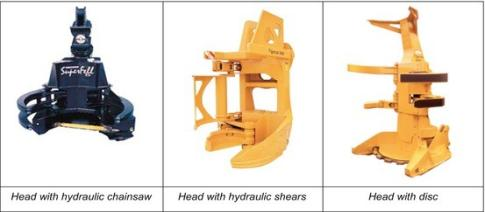 SuperFell
Head with hydraulic chainsaw
Head with hydraulic shears
Head with disc